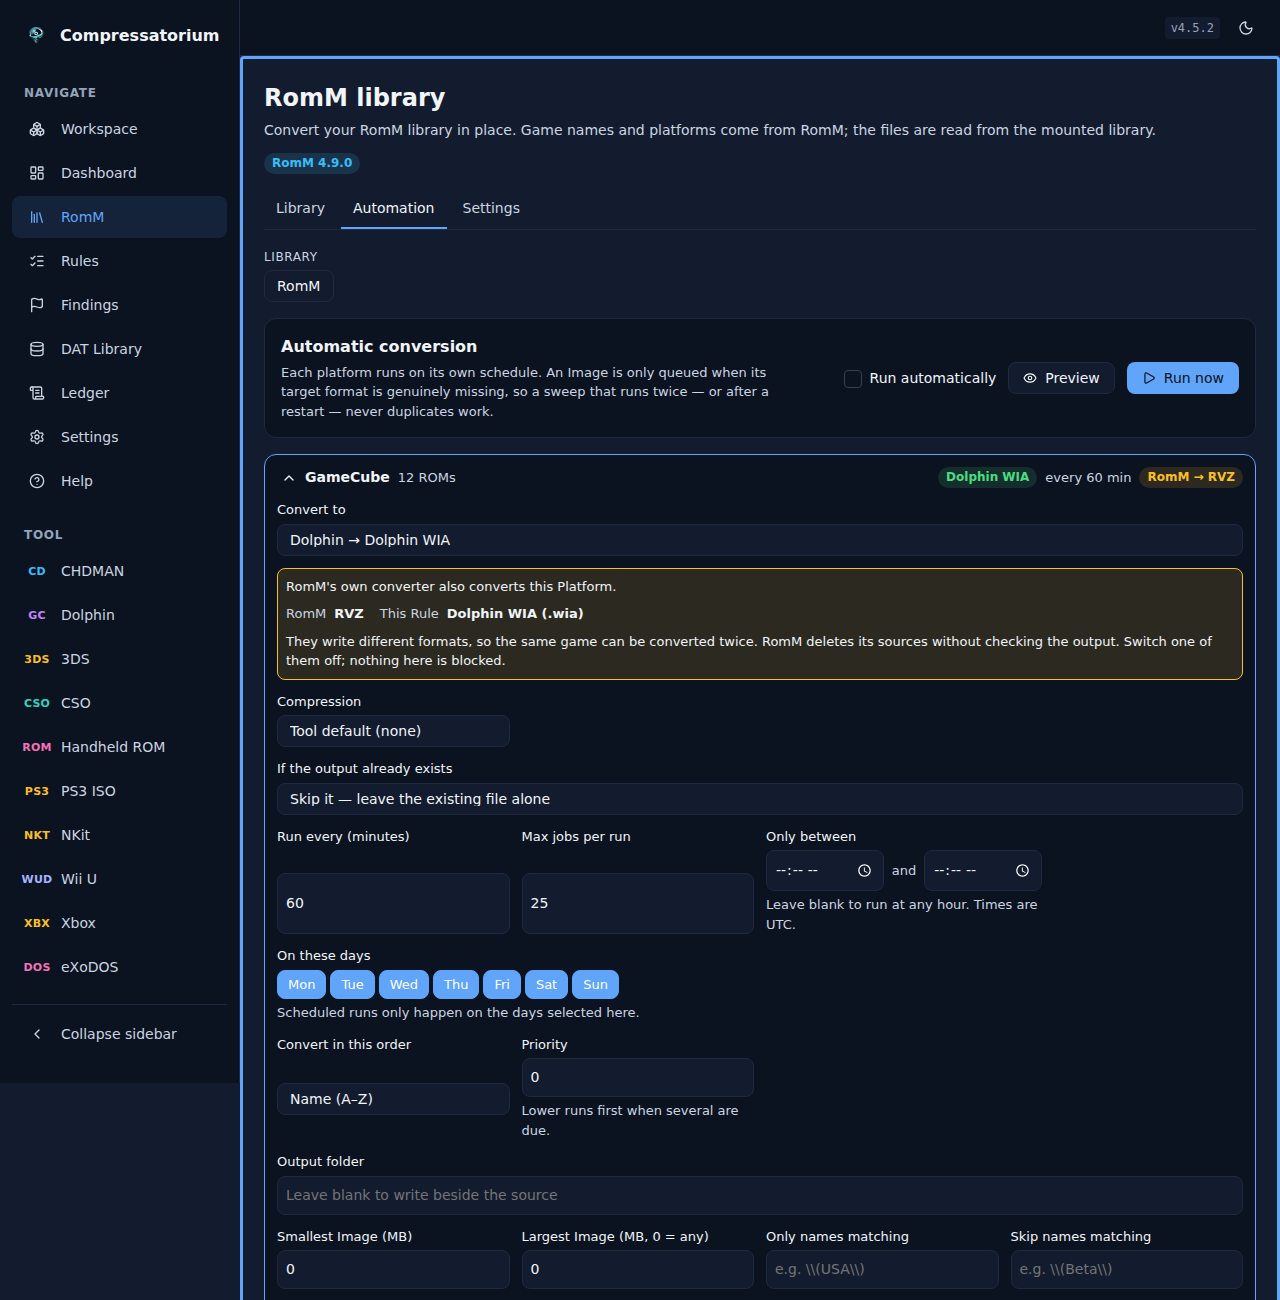 Compressatorium
v4.5.2
NAVIGATE
Workspace
Dashboard
RomM
Rules
Findings
DAT Library
Ledger
Settings
Help
TOOL
CD CHDMAN
GC Dolphin
3DS 3DS
CSO CSO
ROM Handheld ROM
PS3 PS3 ISO
NKT NKit
WUD Wii U
XBX Xbox
DOS eXoDOS
Collapse sidebar
RomM library
Convert your RomM library in place. Game names and platforms come from RomM; the files are read from the mounted library.
RomM 4.9.0
Library Automation Settings
LIBRARY
RomM
Automatic conversion
Each platform runs on its own schedule. An Image is only queued when its
target format is genuinely missing, so a sweep that runs twice — or after a
restart — never duplicates work.
Run automatically Preview Run now
GameCube 12 ROMs Dolphin WIA every 60 min RomM → RVZ
Convert to
Dolphin → Dolphin WIA
RomM's own converter also converts this Platform.
RomM RVZ This Rule Dolphin WIA (.wia)
They write different formats, so the same game can be converted twice. RomM deletes its sources without checking the output. Switch one of
them off; nothing here is blocked.
Compression
Tool default (none)
If the output already exists
Skip it — leave the existing file alone
Run every (minutes) Max jobs per run Only between
60 25 --:-- -- and --:-- --
Leave blank to run at any hour. Times are
UTC.
On these days
Mon Tue Wed Thu Fri Sat Sun
Scheduled runs only happen on the days selected here.
Convert in this order Priority
Name (A–Z) 0
Lower runs first when several are
due.
Output folder
Leave blank to write beside the source
Smallest Image (MB) Largest Image (MB, 0 = any) Only names matching Skip names matching
0 0 e.g. \\(USA\\) e.g. \\(Beta\\)